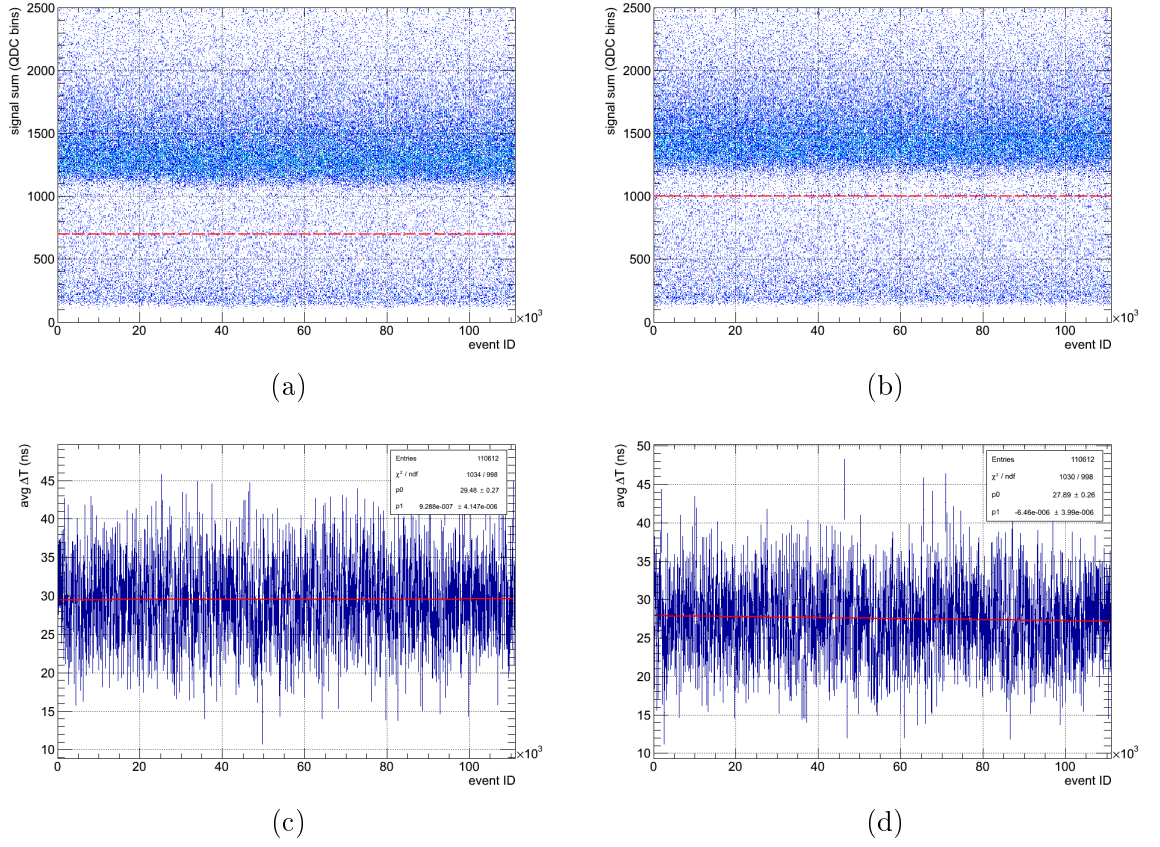 signal sum (QDC bins)
2500
2000
1500
1000
500
0
0 20 40 60 80 100
×10³
event ID
(a)
signal sum (QDC bins)
2500
2000
1500
1000
500
0
0 20 40 60 80 100
×10³
event ID
(b)
avg ΔT (ns)
45
40
35
30
25
20
15
10
Entries 110612
χ² / ndf 1034 / 998
p0 29.48 ± 0.27
p1 9.288e-007 ± 4.147e-006
0 20 40 60 80 100
×10³
event ID
(c)
avg ΔT (ns)
50
45
40
35
30
25
20
15
10
Entries 110612
χ² / ndf 1030 / 998
p0 27.89 ± 0.26
p1 -6.46e-006 ± 3.99e-006
0 20 40 60 80 100
×10³
event ID
(d)